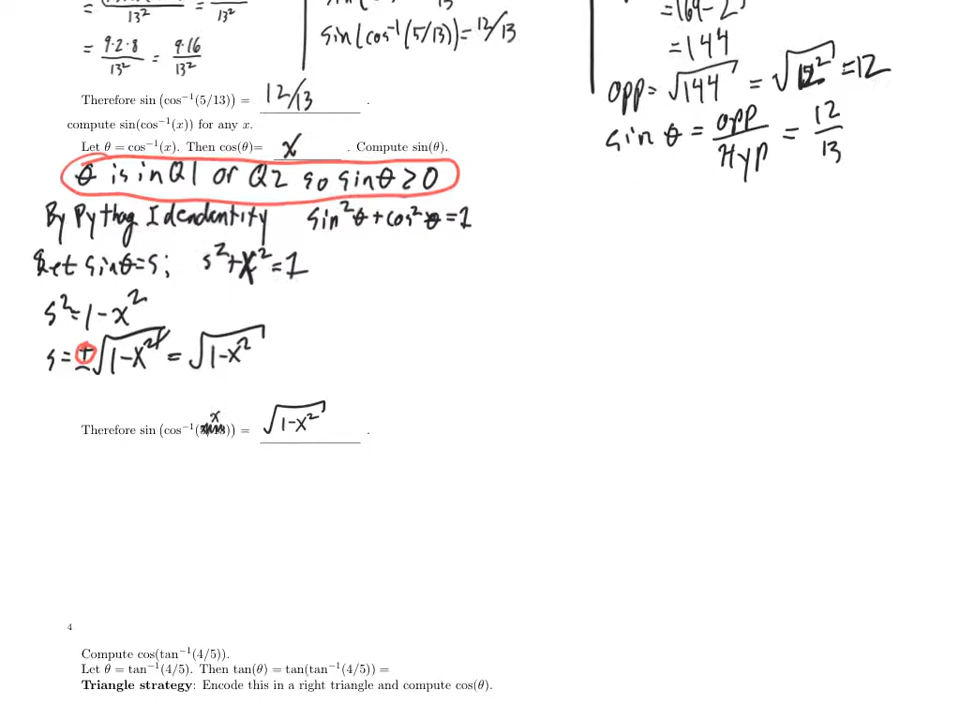 = 13² = 13²
= 9·2·8/13² = 9·16/13²
Therefore sin (cos⁻¹(5/13)) = 12/13 .
compute sin(cos⁻¹(x)) for any x.
Let θ = cos⁻¹(x). Then cos(θ)= x . Compute sin(θ).
θ is in Q1 or Q2 so sinθ ≥ 0
By Pythag Idendentity sin²θ + cos²θ = 1
Let sinθ = s; s² + x² = 1
s² = 1 - x²
s = ±√(1-x²) = √(1-x²)
Therefore sin (cos⁻¹(x)) = √(1-x²) .
sin(cos⁻¹(5/13)) = 12/13
= 144
opp = √144 = √12² = 12
sin θ = opp/Hyp = 12/13
4
Compute cos(tan⁻¹(4/5)).
Let θ = tan⁻¹(4/5). Then tan(θ) = tan(tan⁻¹(4/5)) =
Triangle strategy: Encode this in a right triangle and compute cos(θ).